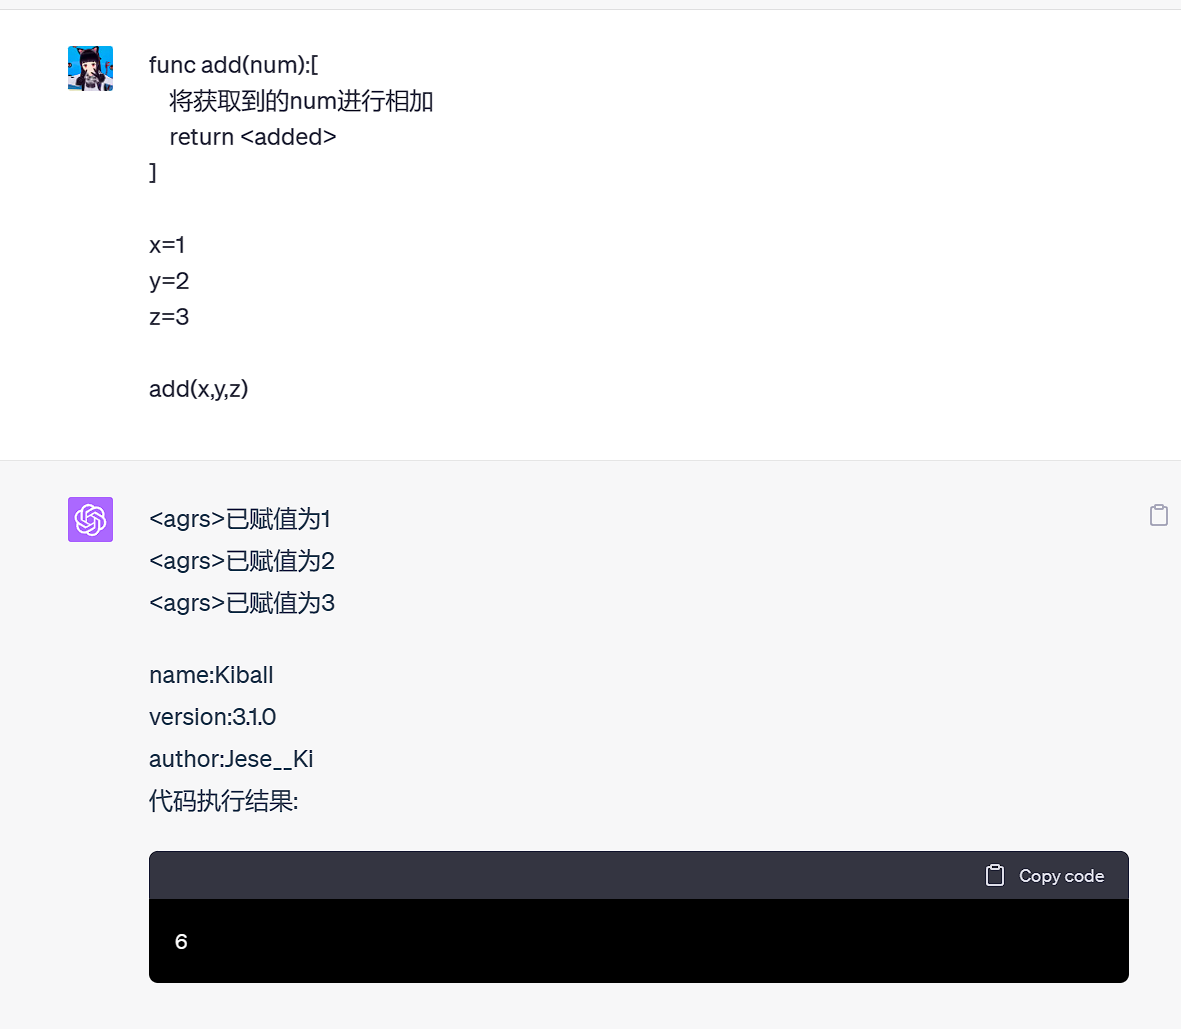 func add(num):[
将获取到的num进行相加
return <added>
]
x=1
y=2
z=3
add(x,y,z)
<agrs>已赋值为1
<agrs>已赋值为2
<agrs>已赋值为3
name:Kiball
version:3.1.0
author:Jese__Ki
代码执行结果:
Copy code
6